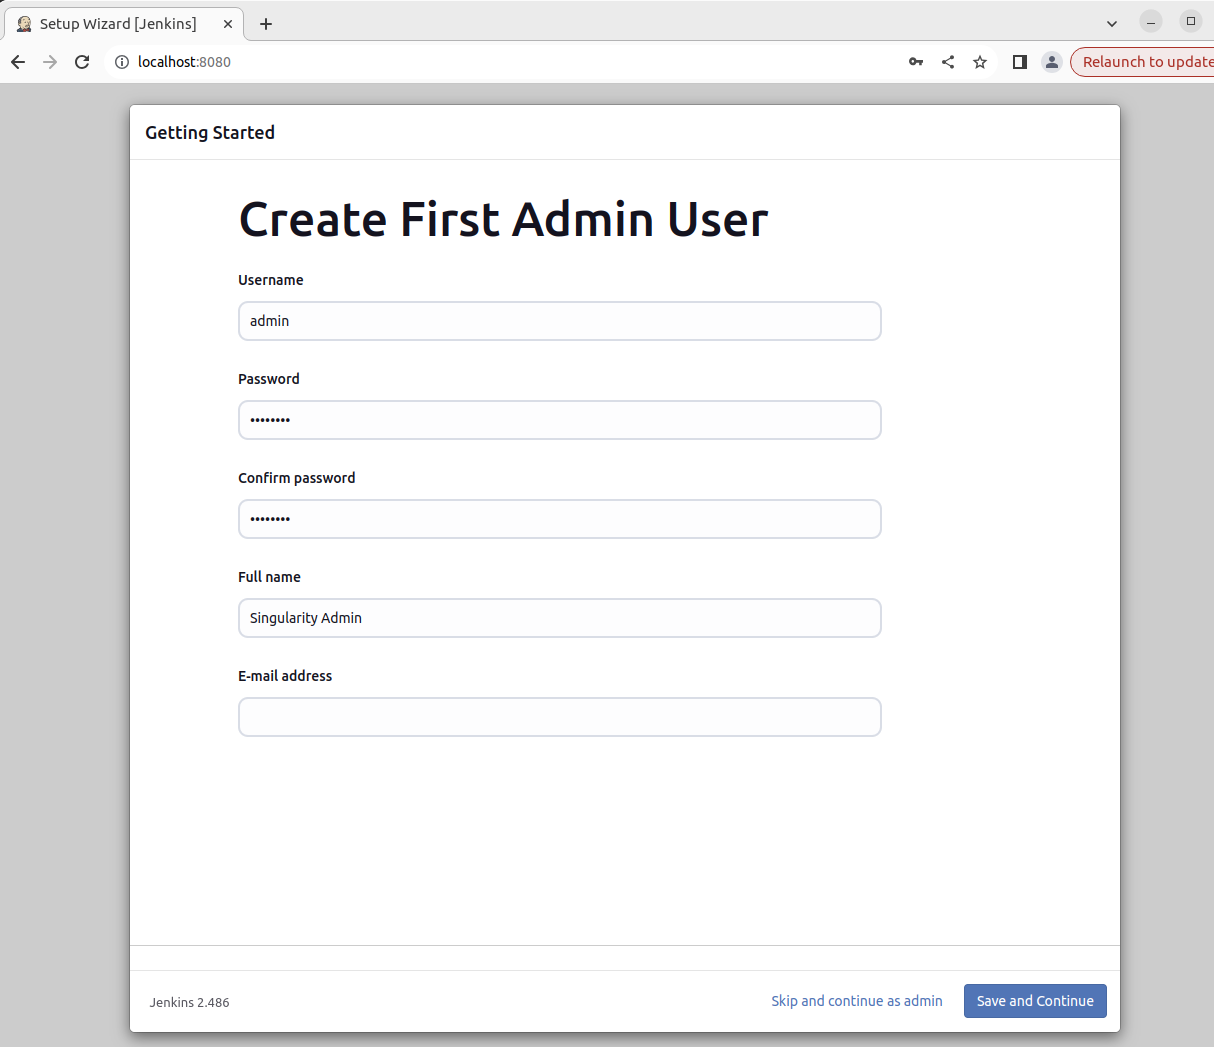 Setup Wizard [Jenkins]
localhost:8080
Relaunch to update
Getting Started
Create First Admin User
Username
admin
Password
••••••••
Confirm password
••••••••
Full name
Singularity Admin
E-mail address
Jenkins 2.486
Skip and continue as admin
Save and Continue